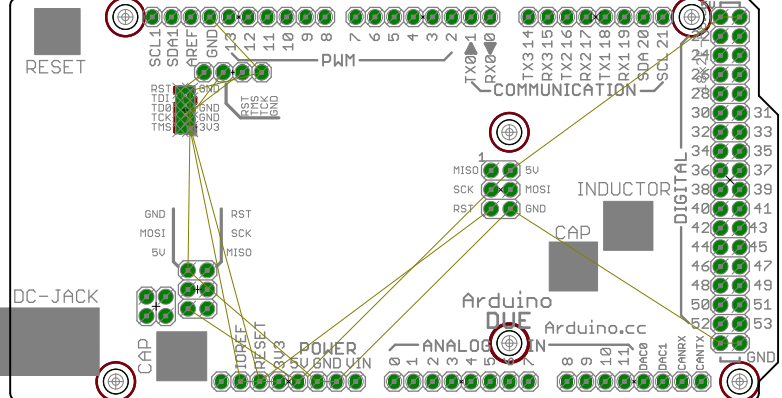 RESET
SCL1
SDA1
AREF
GND
13
12
11
10
9
8
7
6
5
4
3
2
TX0 1
RX0 0
PWM
TX3 14
RX3 15
TX2 16
RX2 17
TX1 18
RX1 19
SDA 20
SCL 21
COMMUNICATION
22
24
26
28
30
31
32
33
34
35
36
37
38
39
40
41
42
43
44
45
46
47
48
49
50
51
52
53
GND
DIGITAL
RST
TDI
TDO
TCK
TMS
GND
GND
GND
3V3
RST
TMS
TCK
GND
1
MISO
5V
SCK
MOSI
RST
GND
INDUCTOR
CAP
GND
RST
MOSI
SCK
5V
MISO
DC-JACK
CAP
Arduino
DUE
Arduino.cc
IOREF
RESET
3V3
5V
GND
VIN
POWER
ANALOG IN
0
1
2
3
4
5
6
7
8
9
10
11
DAC0
DAC1
CANRX
CANTX